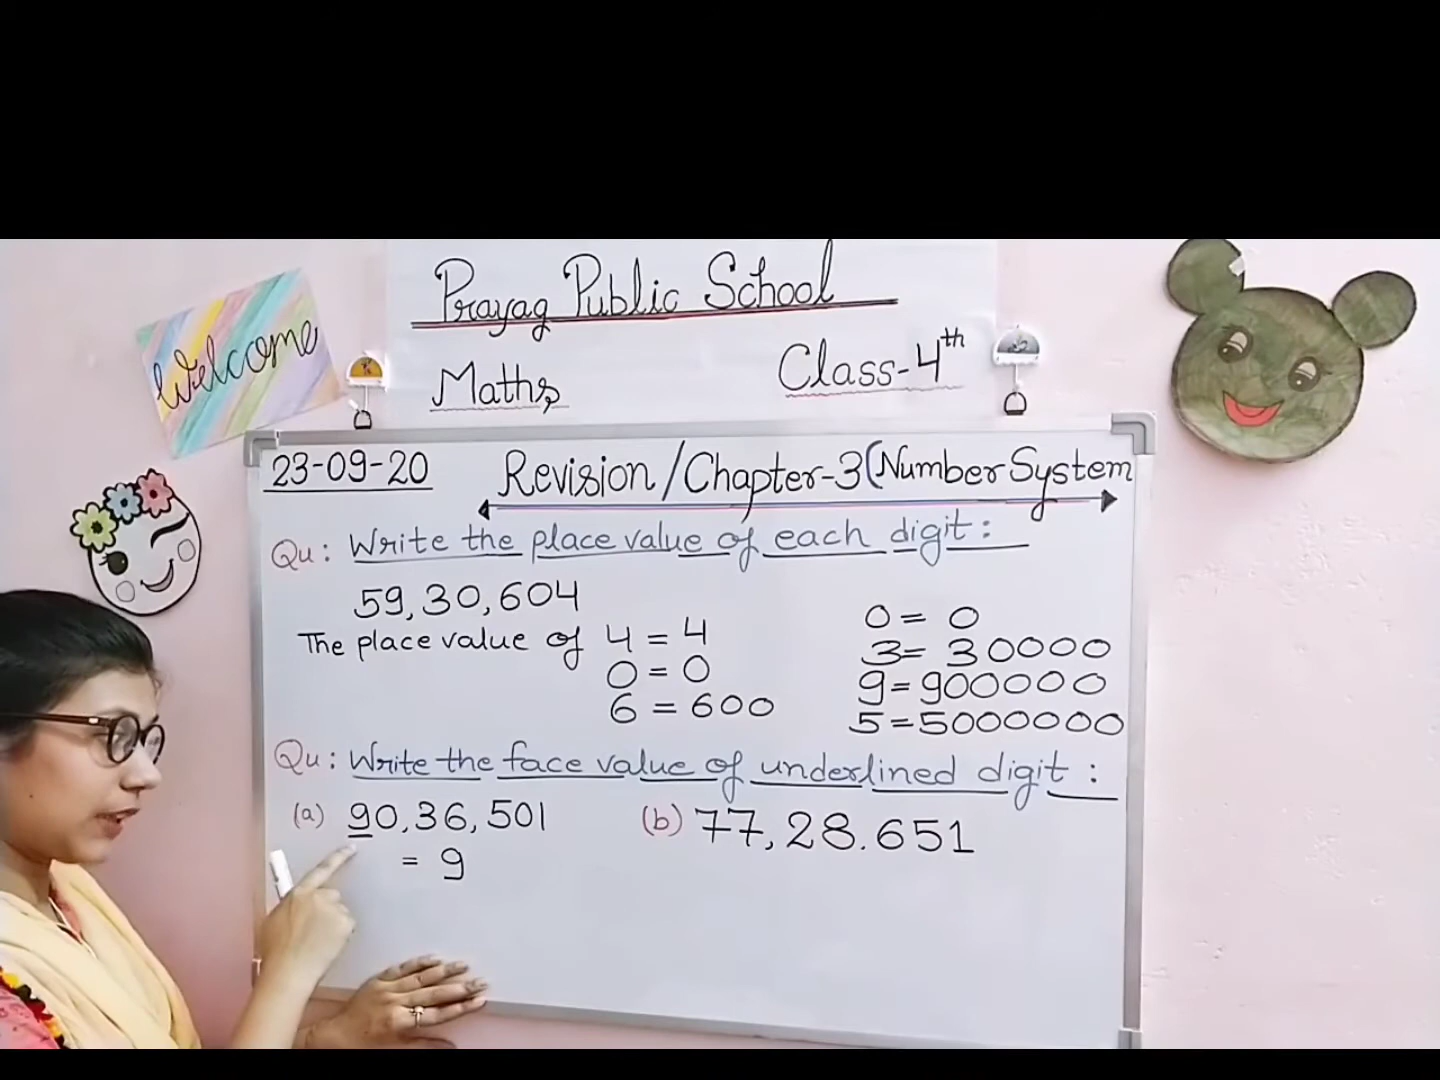 Prayag Public School
Welcome
Maths,
Class-4th
23-09-20 Revision/Chapter-3(Number System
Qu: Write the place value of each digit:
59,30,604
The place value of 4 = 4
0 = 0
6 = 600
0 = 0
3 = 30000
9 = 900000
5 = 5000000
Qu: Write the face value of underlined digit:
(a) 90,36,501 (b) 77,28.651
= 9